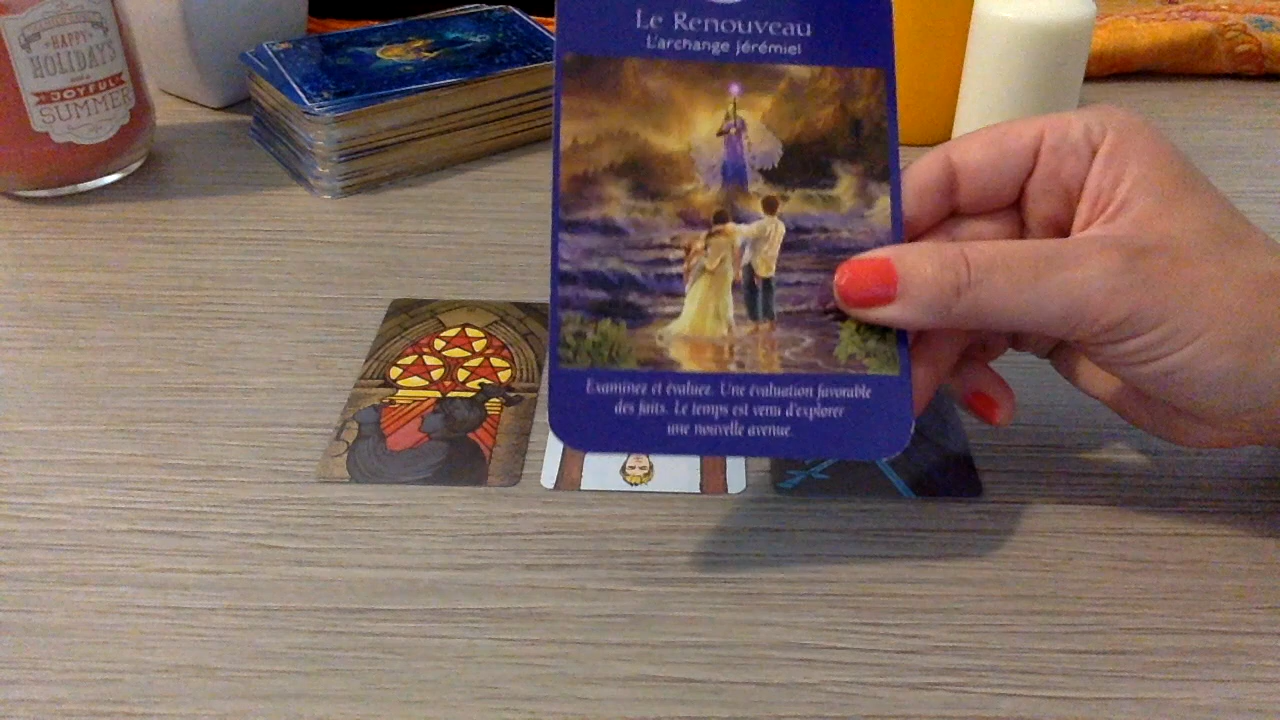 HAPPY
HOLIDAYS
JOYFUL
SUMMER
Le Renouveau
L'archange Jérémiel
Examinez et évaluez. Une évaluation favorable
des faits. Le temps est venu d'explorer
une nouvelle avenue.